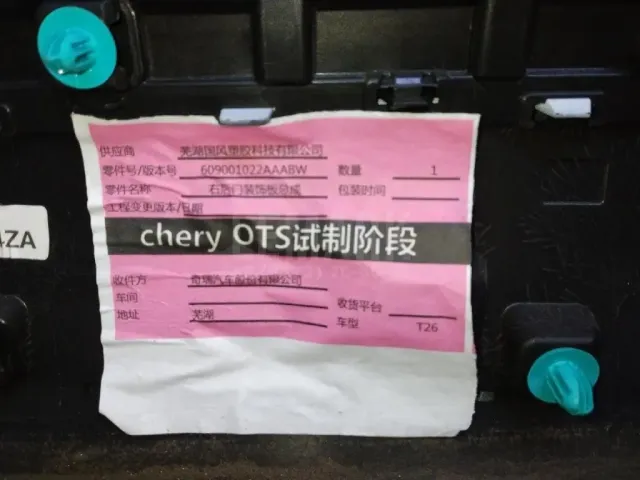 供应商 芜湖国风塑胶科技有限公司 数量 1
零件号/版本号 609001022AAABW 包装时间
零件名称 右后门装饰板总成
工程变更版本/日期
chery OTS试制阶段
收件方 奇瑞汽车股份有限公司
车间 收货平台
地址 芜湖 车型 T26
ZA